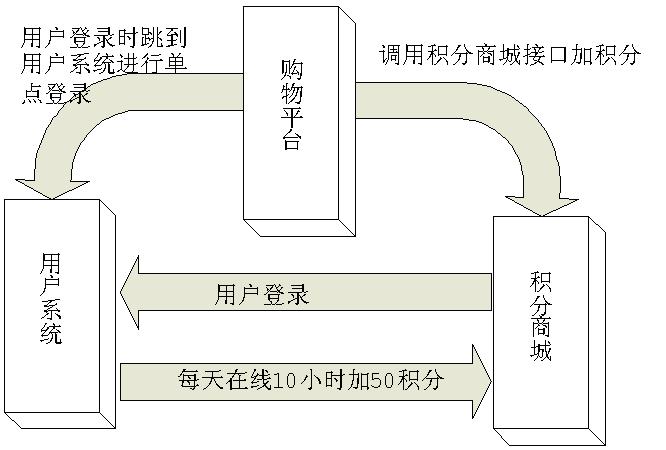 用户登录时跳到
用户系统进行单
点登录
购物平台
调用积分商城接口加积分
用户系统
用户登录
积分商城
每天在线10小时加50积分